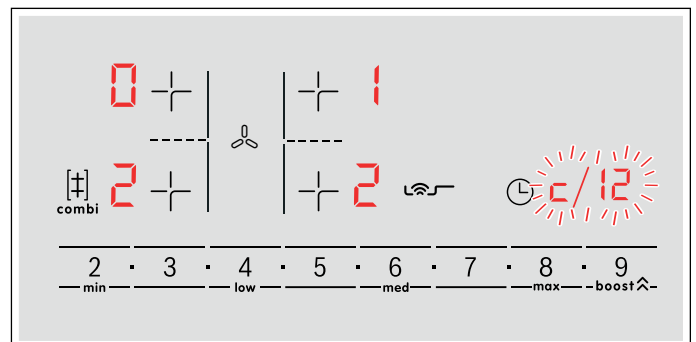 0 1
combi 2 2 c/12
2 · 3 · 4 · 5 · 6 · 7 · 8 · 9
min low med max boost